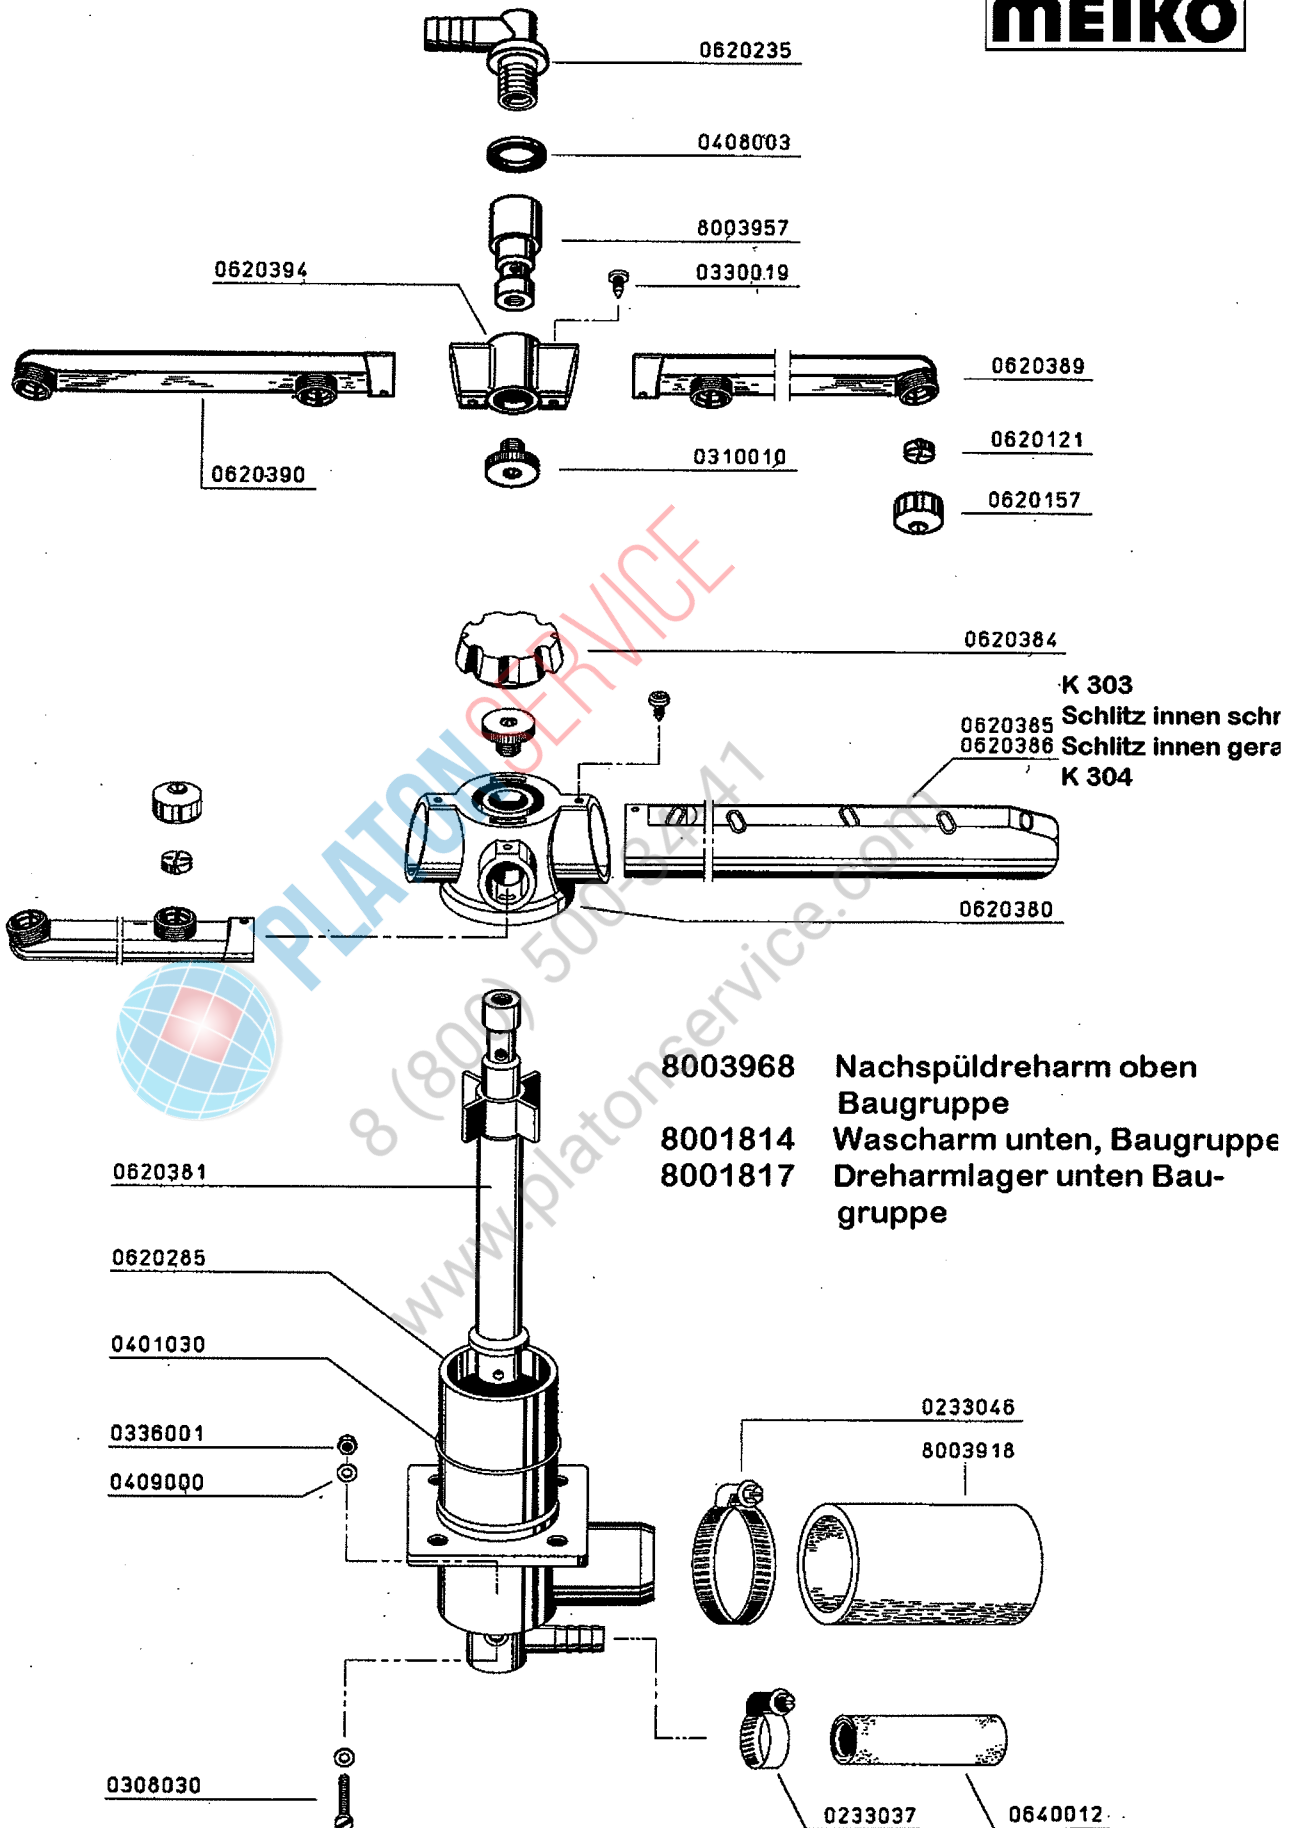 MEIKO
0620235
0408003
8003957
0620394
0330019
0620389
0620121
0310010
0620390
0620157
0620384
K 303
0620385 Schlitz innen schr
0620386 Schlitz innen gera
K 304
0620380
PLATON SERVICE
8 (800) 500-3441
www.platonservice.com
8003968 Nachspüldreharm oben
Baugruppe
8001814 Wascharm unten, Baugruppe
8001817 Dreharmlager unten Bau-
gruppe
0620381
0620285
0401030
0233046
0336001
8003918
0409000
0308030
0233037
0640012